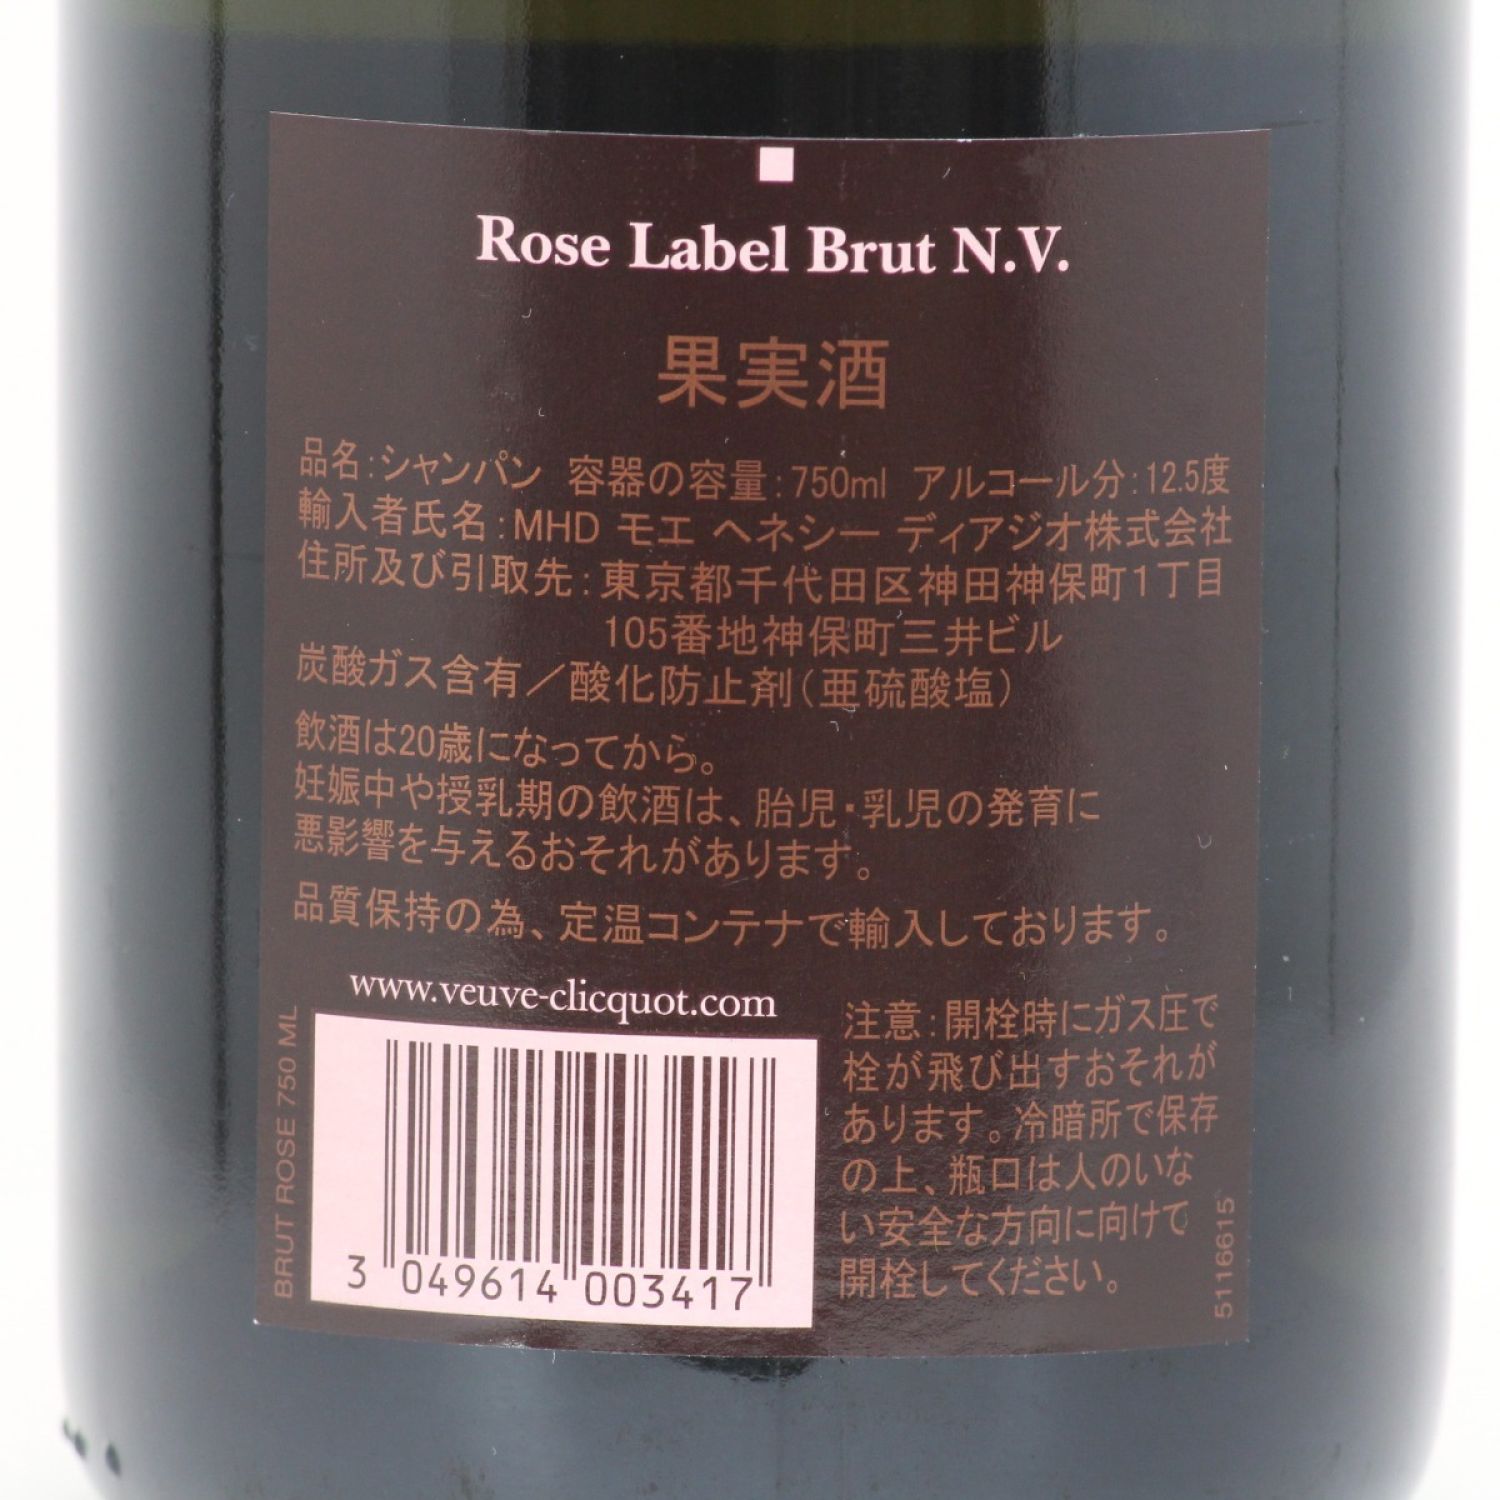 Rose Label Brut N.V.
果実酒
品名:シャンパン 容器の容量:750ml アルコール分:12.5度
輸入者氏名:MHD モエ ヘネシー ディアジオ株式会社
住所及び引取先:東京都千代田区神田神保町1丁目
105番地神保町三井ビル
炭酸ガス含有/酸化防止剤(亜硫酸塩)
飲酒は20歳になってから。
妊娠中や授乳期の飲酒は、胎児・乳児の発育に
悪影響を与えるおそれがあります。
品質保持の為、定温コンテナで輸入しております。
www.veuve-clicquot.com
BRUT ROSE 750 ML
3 049614 003417
注意:開栓時にガス圧で
栓が飛び出すおそれが
あります。冷暗所で保存
の上、瓶口は人のいな
い安全な方向に向けて
開栓してください。
5116615